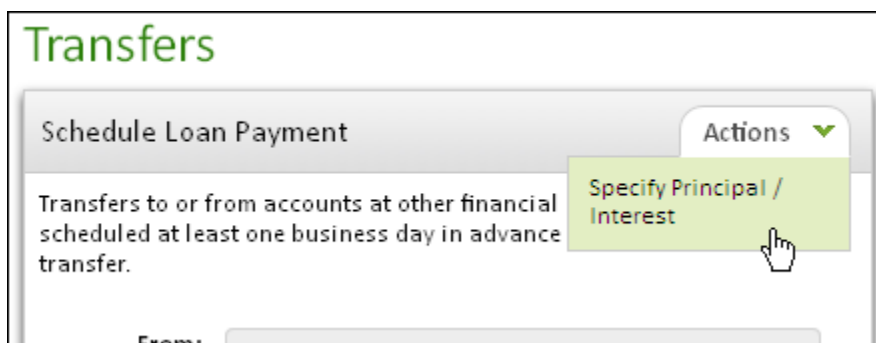 Transfers
Schedule Loan Payment
Actions
Specify Principal /
Interest
Transfers to or from accounts at other financial
scheduled at least one business day in advance
transfer.
From: